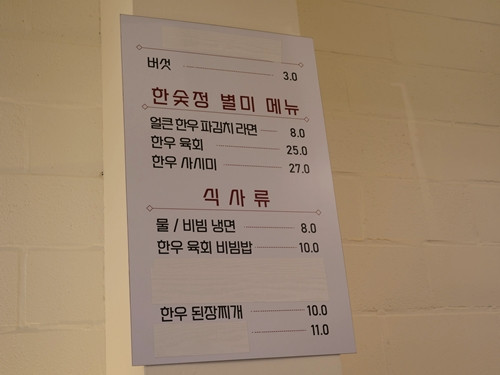 버섯 3.0
한숯정 별미 메뉴
얼큰 한우 파김치 라면 8.0
한우 육회 25.0
한우 사시미 27.0
식사류
물 / 비빔 냉면 8.0
한우 육회 비빔밥 10.0
한우 된장찌개 10.0
11.0